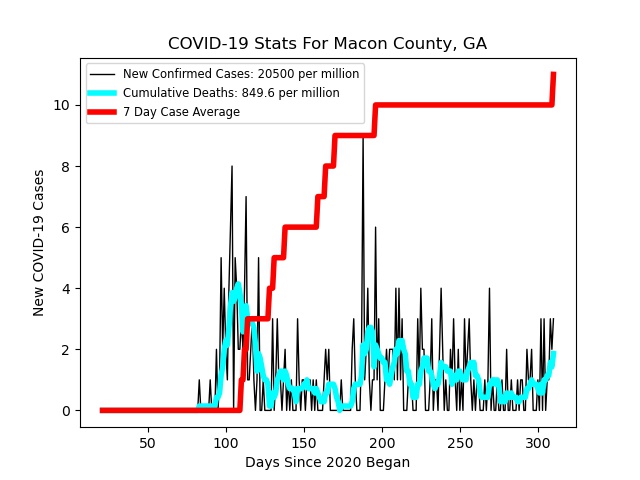 COVID-19 Stats For Macon County, GA
New Confirmed Cases: 20500 per million
Cumulative Deaths: 849.6 per million
7 Day Case Average
New COVID-19 Cases
10
8
6
4
2
0
50
100
150
200
250
300
Days Since 2020 Began